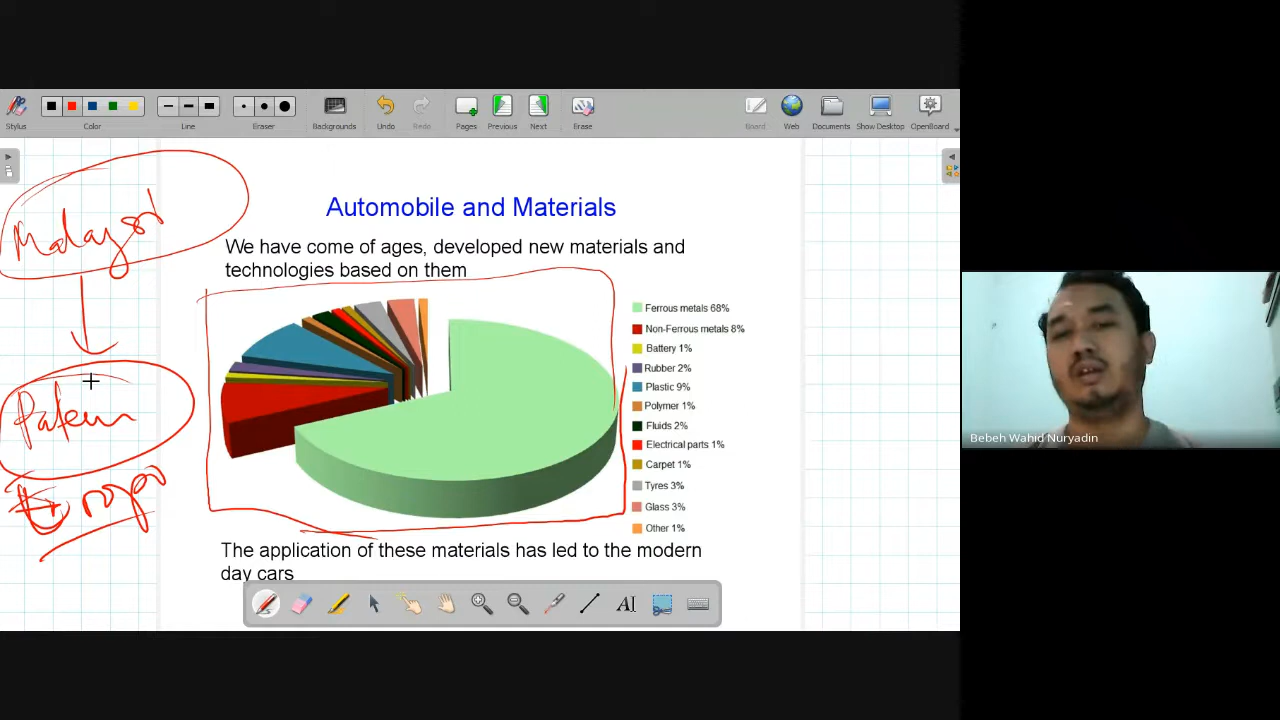 Stylus
Color
Line
Eraser
Backgrounds
Undo
Redo
Pages
Previous
Next
Erase
Board
Web
Documents
Show Desktop
OpenBoard
Automobile and Materials
We have come of ages, developed new materials and
technologies based on them
Ferrous metals 68%
Non-Ferrous metals 8%
Battery 1%
Rubber 2%
Plastic 9%
Polymer 1%
Fluids 2%
Electrical parts 1%
Carpet 1%
Tyres 3%
Glass 3%
Other 1%
The application of these materials has led to the modern
day cars
AI
Bebeh Wahid Nuryadin